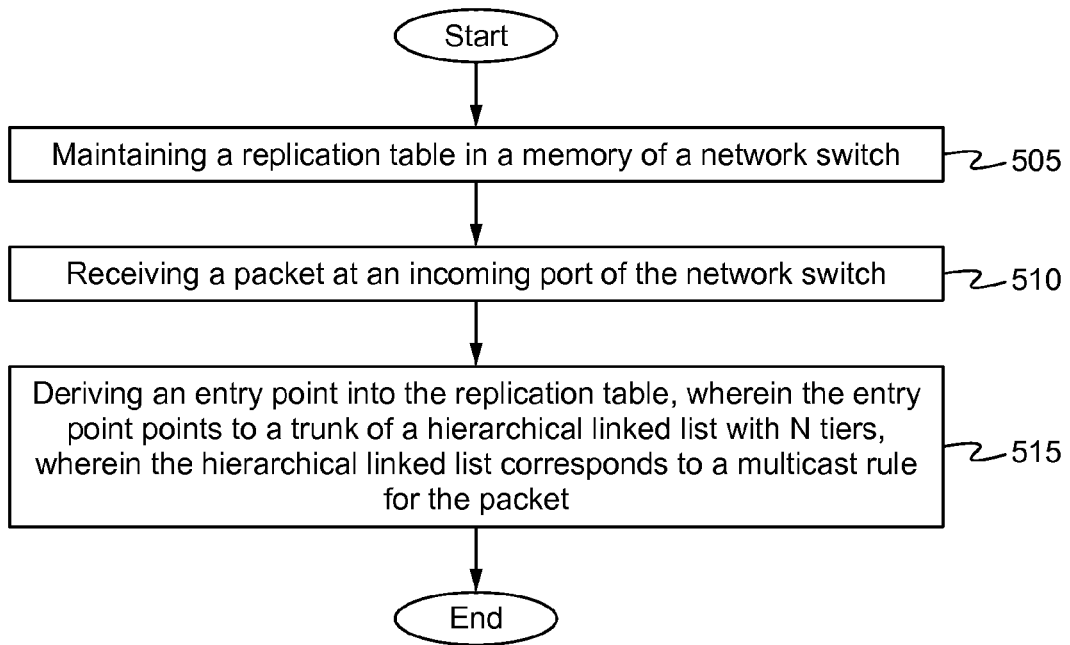 Start
Maintaining a replication table in a memory of a network switch
505
Receiving a packet at an incoming port of the network switch
510
Deriving an entry point into the replication table, wherein the entry
point points to a trunk of a hierarchical linked list with N tiers,
wherein the hierarchical linked list corresponds to a multicast rule
for the packet
515
End